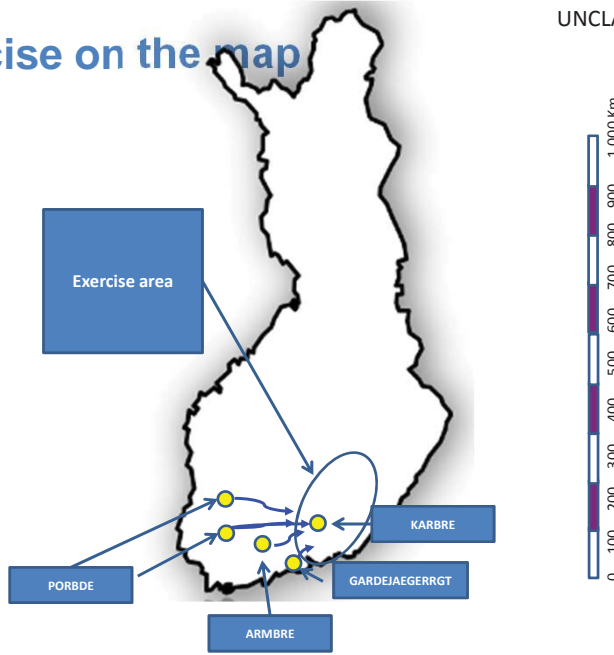 cise on the map
UNCLA
Exercise area
KARBRE
PORBDE
GARDEJAEGERRGT
ARMBRE
0 100 200 300 400 500 600 700 800 900 1 000 Km